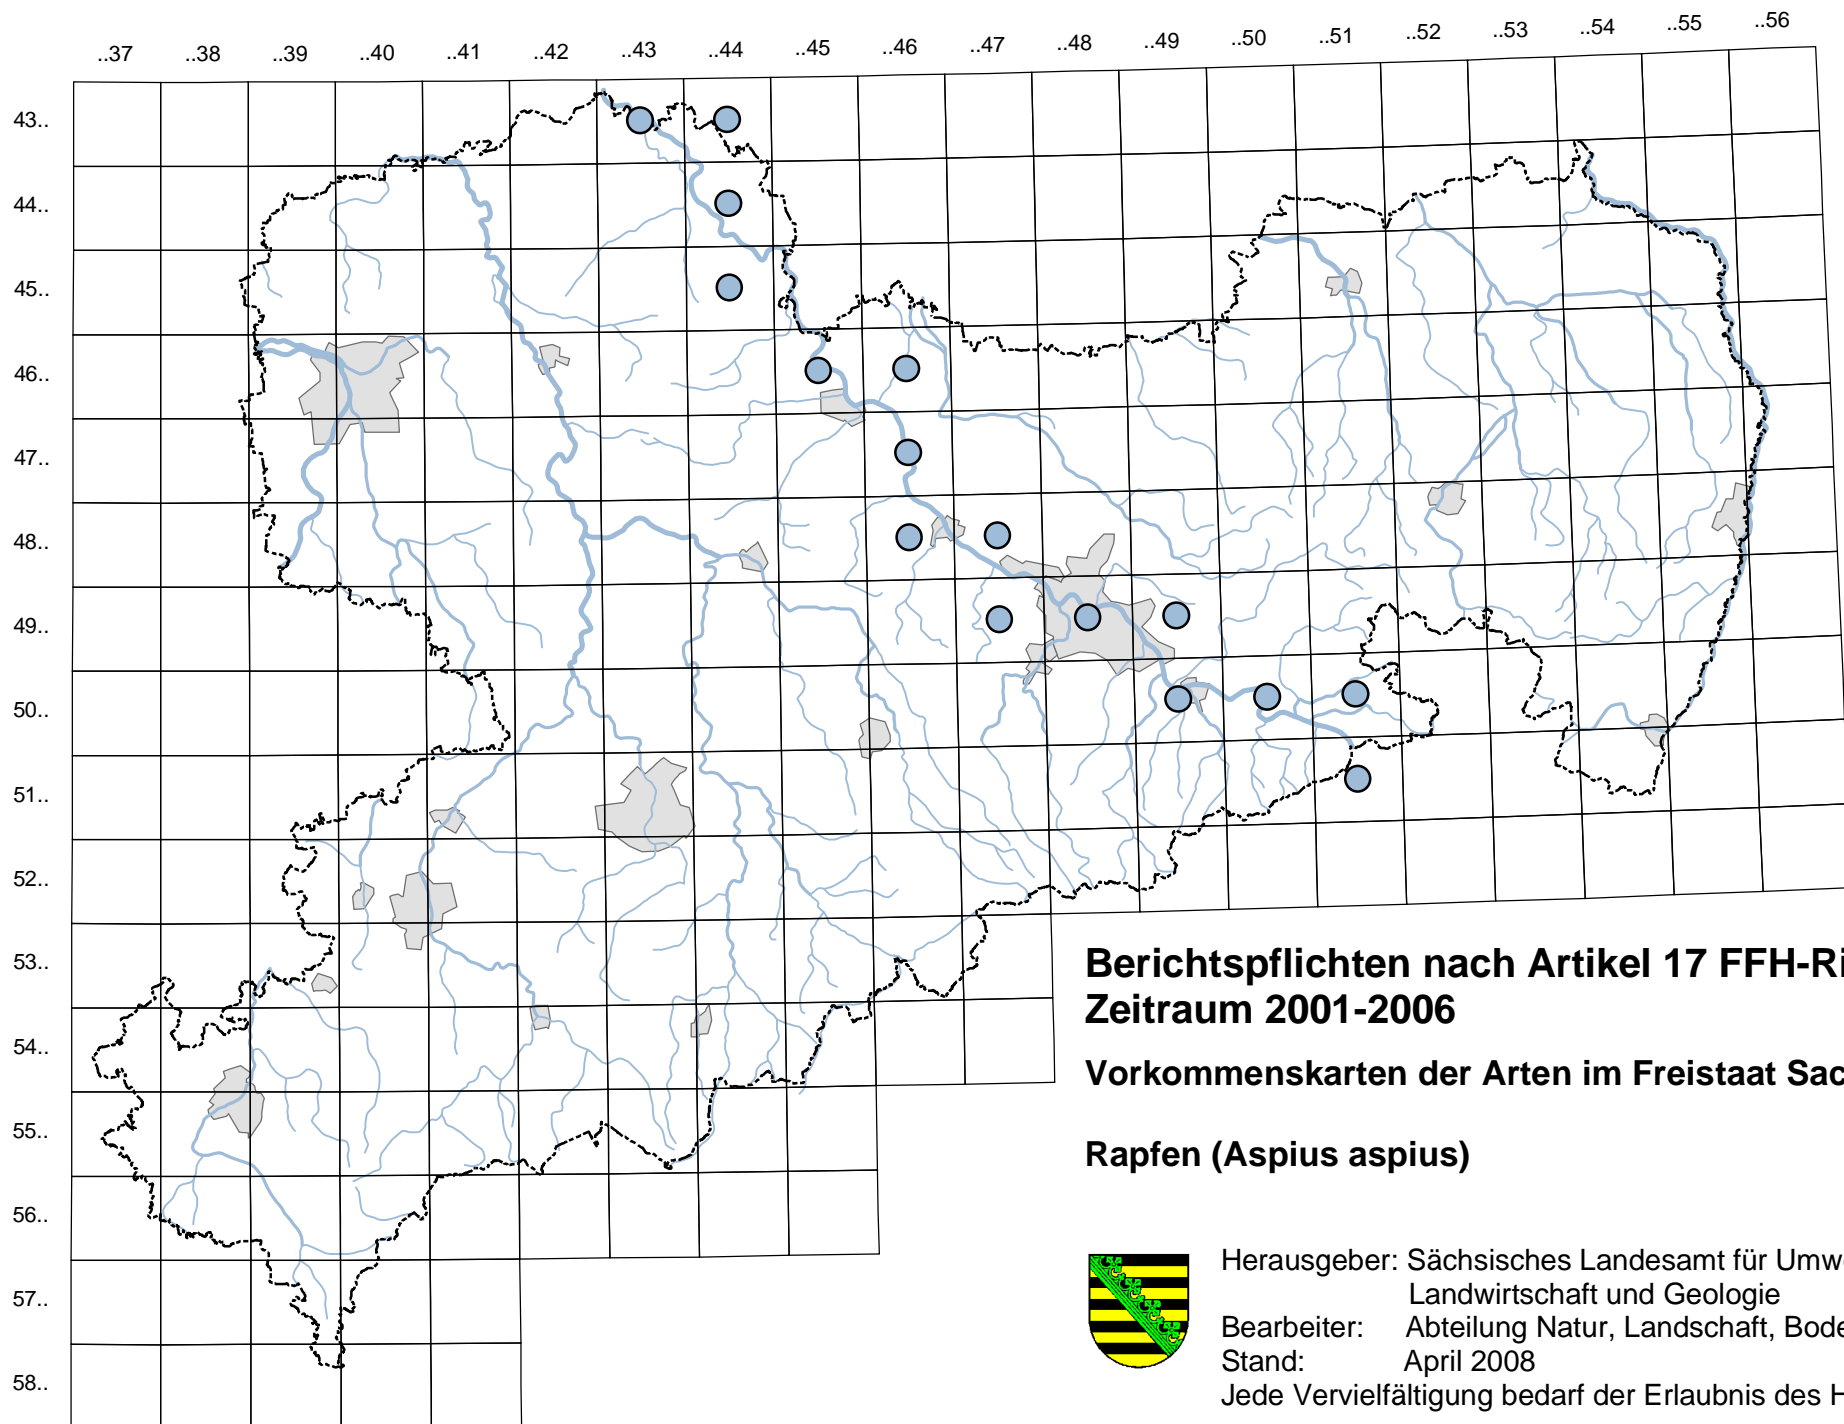 ..37 ..38 ..39 ..40 ..41 ..42 ..43 ..44 ..45 ..46 ..47 ..48 ..49 ..50 ..51 ..52 ..53 ..54 ..55 ..56
43..
44..
45..
46..
47..
48..
49..
50..
51..
52..
53..
54..
55..
56..
57..
58..
Berichtspflichten nach Artikel 17 FFH-Ri
Zeitraum 2001-2006
Vorkommenskarten der Arten im Freistaat Sac
Rapfen (Aspius aspius)
Herausgeber: Sächsisches Landesamt für Umwe
Landwirtschaft und Geologie
Bearbeiter: Abteilung Natur, Landschaft, Bode
Stand: April 2008
Jede Vervielfältigung bedarf der Erlaubnis des H